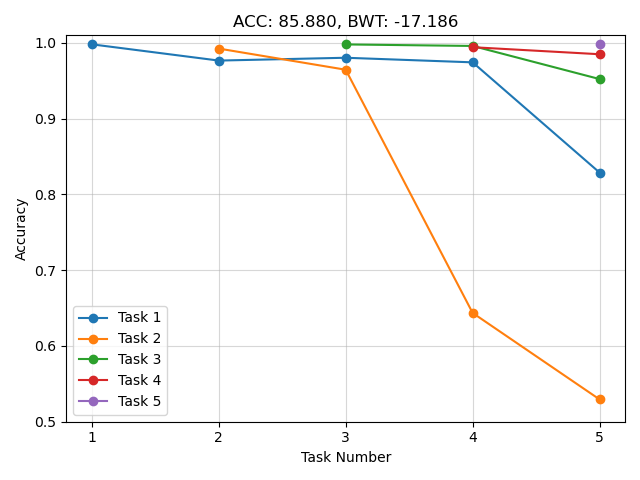 ACC: 85.880, BWT: -17.186
1.0
0.9
0.8
0.7
0.6
0.5
Accuracy
Task 1
Task 2
Task 3
Task 4
Task 5
1 2 3 4 5
Task Number